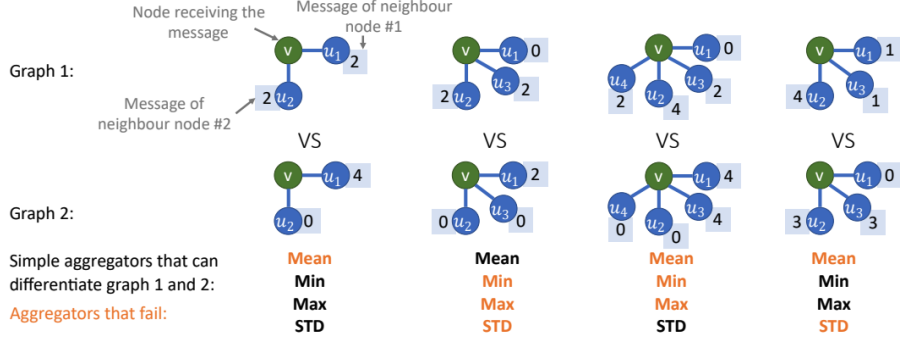 Node receiving the message
Message of neighbour node #1
Graph 1:
v u₁ 2
2 u₂
Message of neighbour node #2
v u₁ 0
2 u₂ u₃ 2
v u₁ 0
u₄ 2 u₂ 4 u₃ 2
v u₁ 1
4 u₂ u₃ 1
VS VS VS VS
Graph 2:
v u₁ 4
u₂ 0
v u₁ 2
0 u₂ u₃ 0
v u₁ 4
u₄ 0 u₂ 0 u₃ 4
v u₁ 0
3 u₂ u₃ 3
Simple aggregators that can
differentiate graph 1 and 2:
Aggregators that fail:
Mean Mean Mean Mean
Min Min Min Min
Max Max Max Max
STD STD STD STD